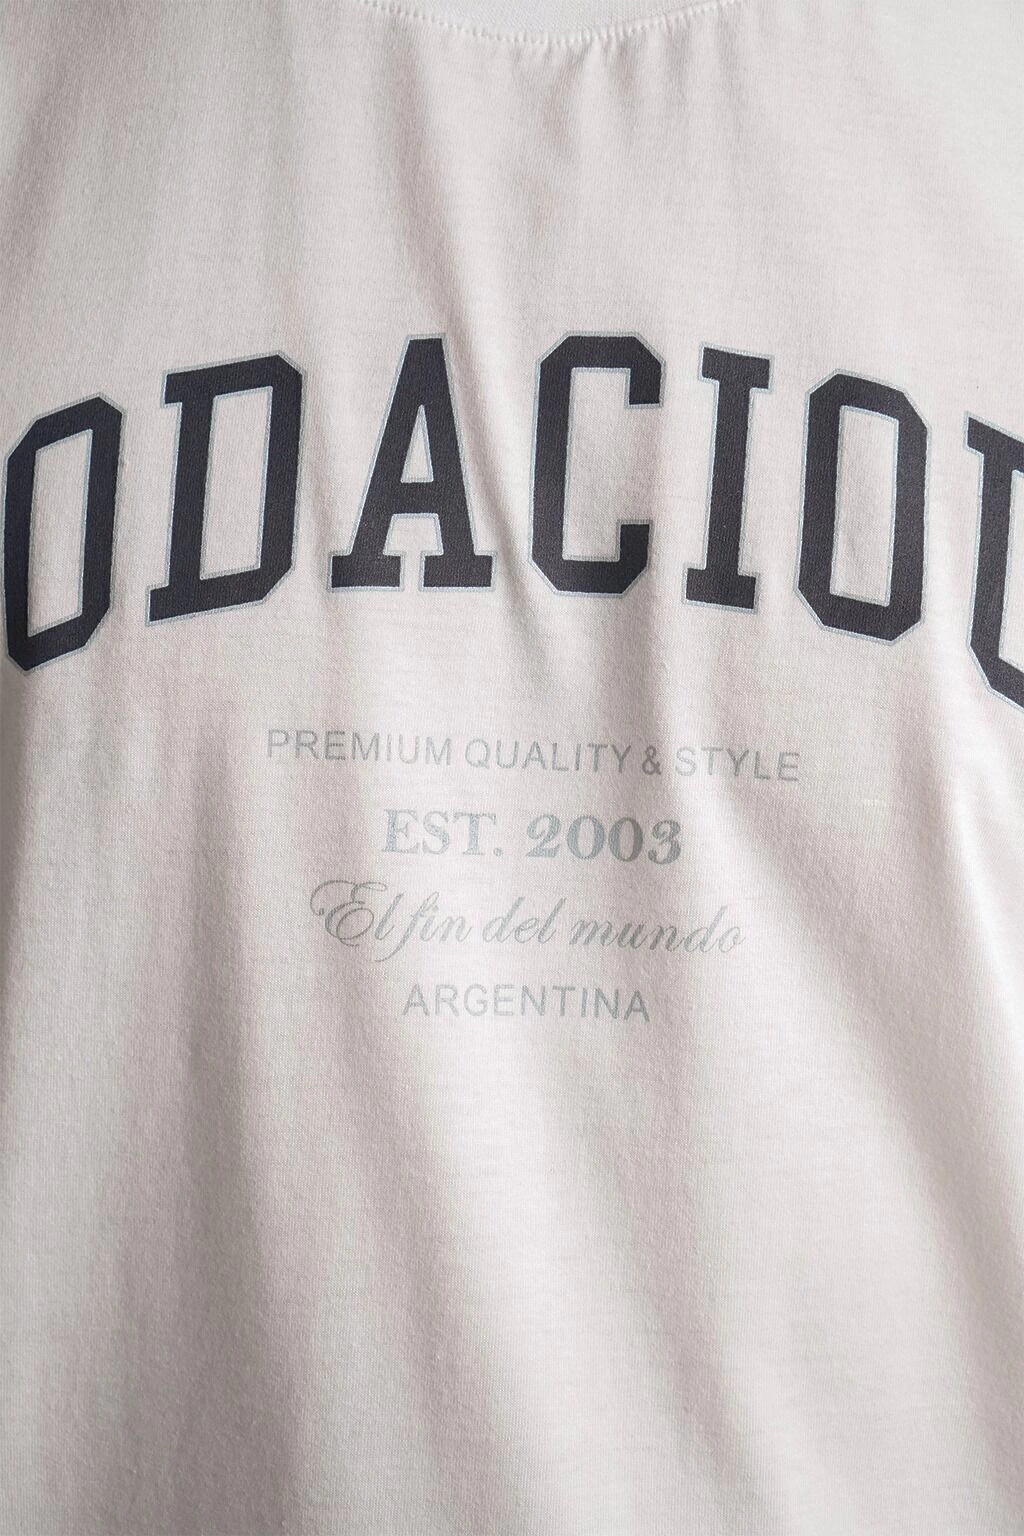 ODACIOU
PREMIUM QUALITY & STYLE
EST. 2003
El fin del mundo
ARGENTINA